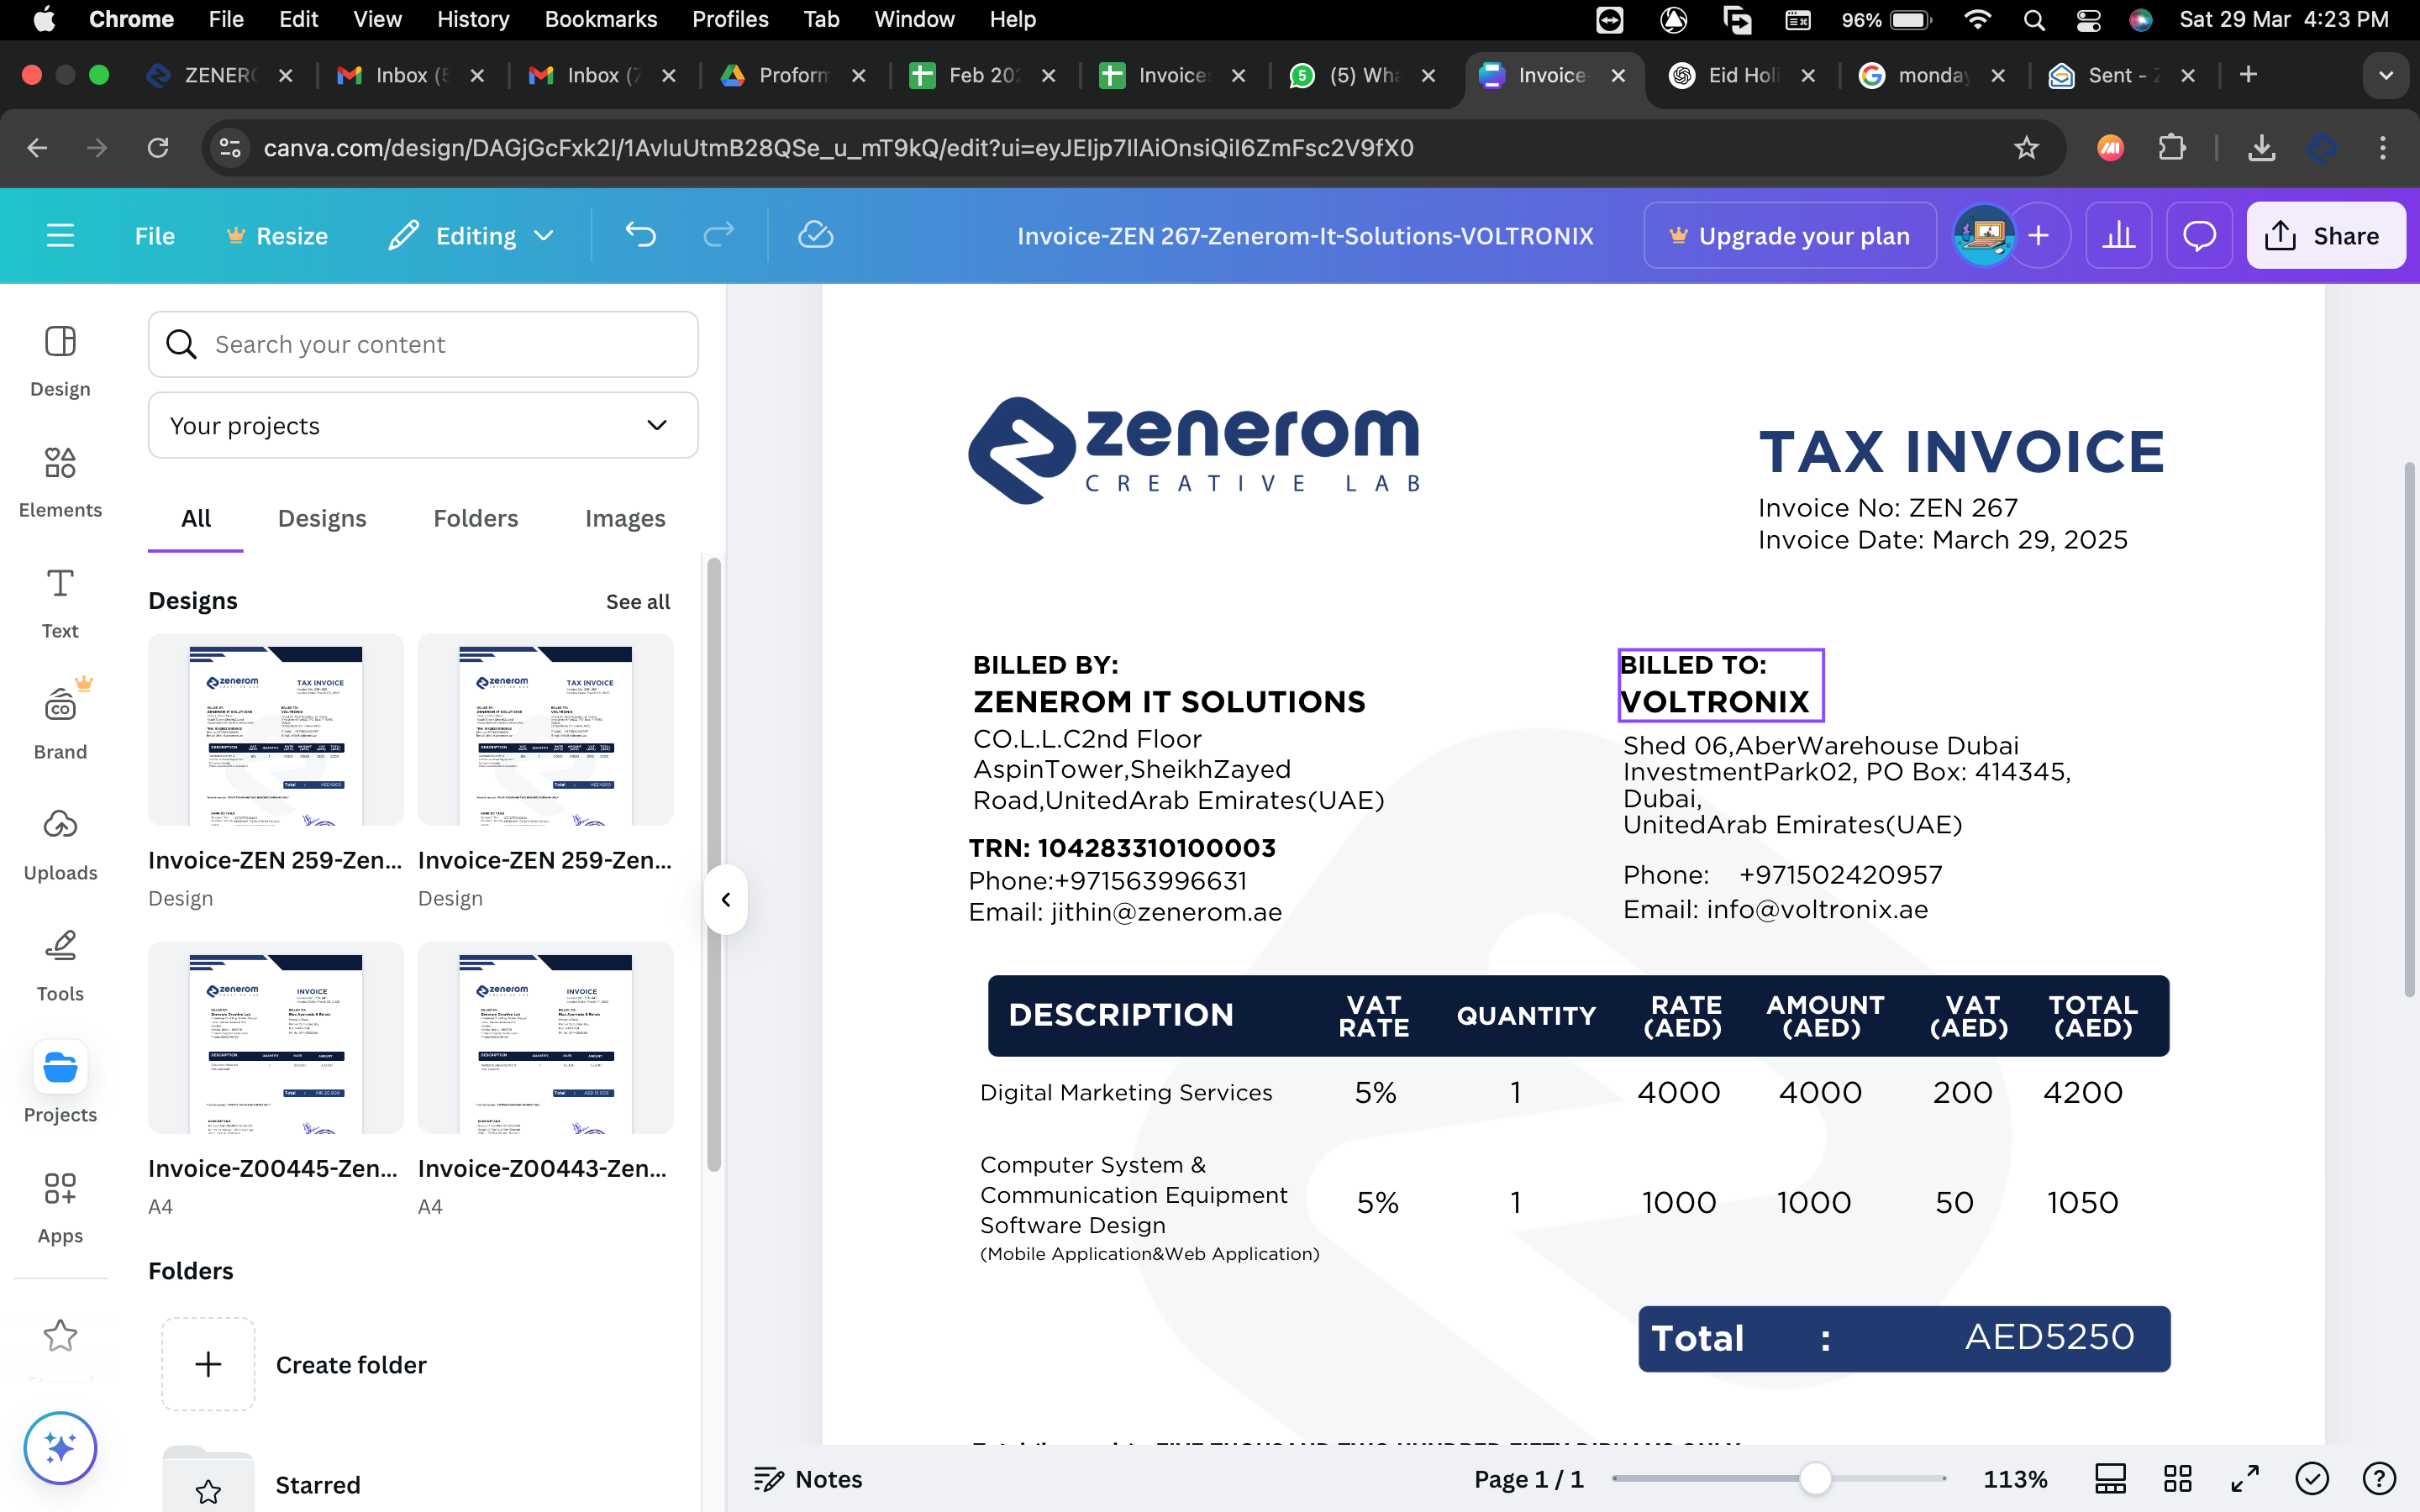 Chrome File Edit View History Bookmarks Profiles Tab Window Help 96% Sat 29 Mar 4:23 PM
ZENER Inbox (5 Inbox (7 Proform Feb 202 Invoice (5) Wha Invoice- Eid Holi monday Sent -
canva.com/design/DAGjGcFxk2I/1AvIuUtmB28QSe_u_mT9kQ/edit?ui=eyJEIjp7IlAiOnsiQiI6ZmFsc2V9fX0
File Resize Editing Invoice-ZEN 267-Zenerom-It-Solutions-VOLTRONIX Upgrade your plan Share
Design
Elements
Text
Brand
Uploads
Tools
Projects
Apps
Search your content
Your projects
All Designs Folders Images
Designs See all
Invoice-ZEN 259-Zen... Invoice-ZEN 259-Zen...
Design Design
Invoice-Z00445-Zen... Invoice-Z00443-Zen...
A4 A4
Folders
Create folder
Starred
zenerom
CREATIVE LAB
TAX INVOICE
Invoice No: ZEN 267
Invoice Date: March 29, 2025
BILLED BY:
ZENEROM IT SOLUTIONS
CO.L.L.C2nd Floor
AspinTower,SheikhZayed
Road,UnitedArab Emirates(UAE)
TRN: 104283310100003
Phone:+971563996631
Email: jithin@zenerom.ae
BILLED TO:
VOLTRONIX
Shed 06,AberWarehouse Dubai
InvestmentPark02, PO Box: 414345,
Dubai,
UnitedArab Emirates(UAE)
Phone: +971502420957
Email: info@voltronix.ae
DESCRIPTION VAT RATE QUANTITY RATE (AED) AMOUNT (AED) VAT (AED) TOTAL (AED)
Digital Marketing Services 5% 1 4000 4000 200 4200
Computer System &
Communication Equipment 5% 1 1000 1000 50 1050
Software Design
(Mobile Application&Web Application)
Total : AED5250
Notes Page 1 / 1 113%